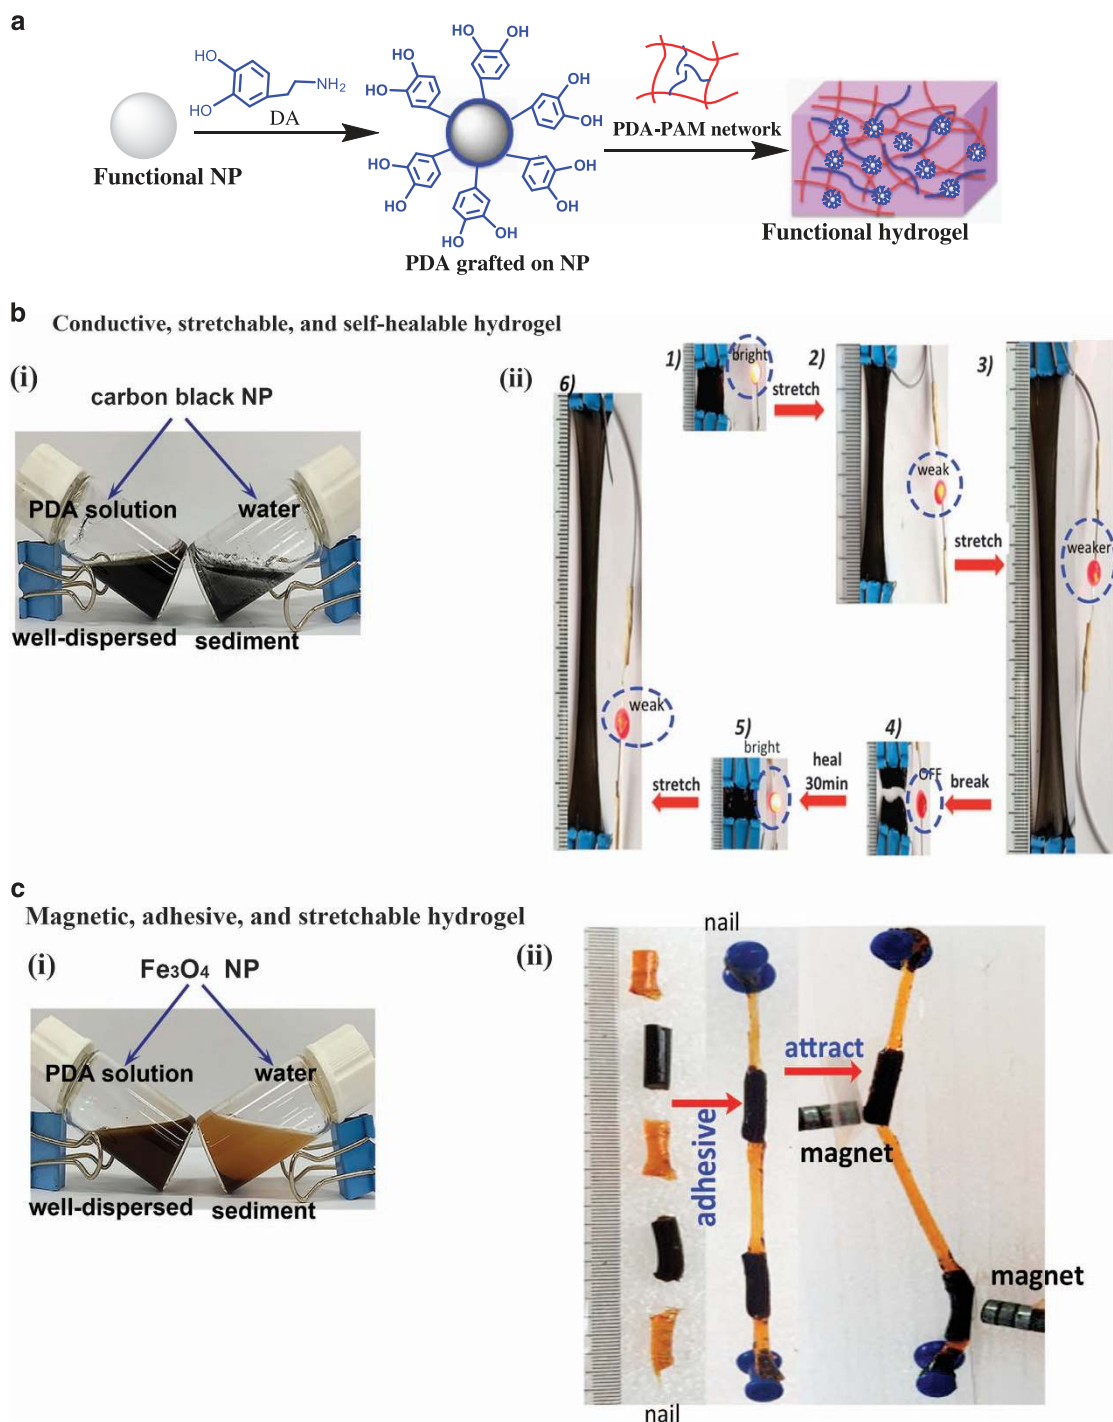 a
HO
HO
NH2
DA
Functional NP
OH
HO
HO
OH
HO
OH
HO
OH
HO
OH
HO
OH
HO
OH
PDA grafted on NP
PDA-PAM network
Functional hydrogel
b
Conductive, stretchable, and self-healable hydrogel
(i)
carbon black NP
PDA solution
water
well-dispersed
sediment
(ii)
1)
bright
stretch
2)
weak
stretch
3)
weaker
break
4)
OFF
heal
30min
5)
bright
stretch
6)
weak
c
Magnetic, adhesive, and stretchable hydrogel
(i)
Fe3O4 NP
PDA solution
water
well-dispersed
sediment
(ii)
nail
adhesive
attract
magnet
magnet
nail